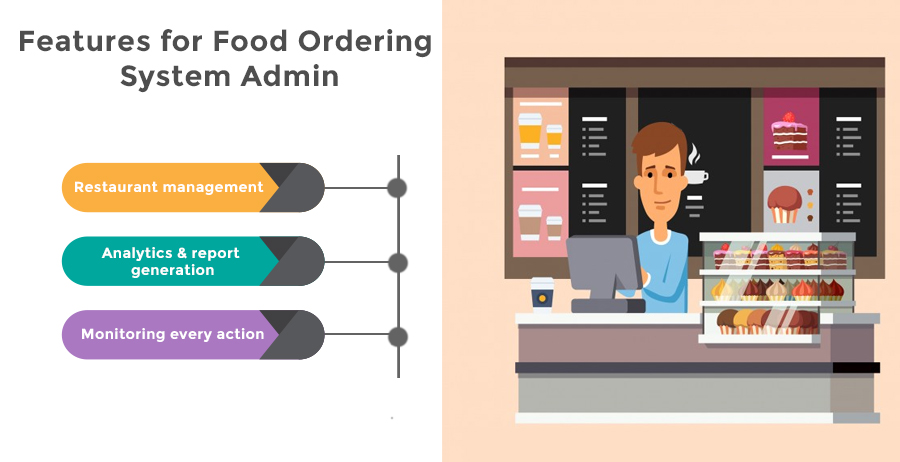 Features for Food Ordering
System Admin
Restaurant management
Analytics & report
generation
Monitoring every action